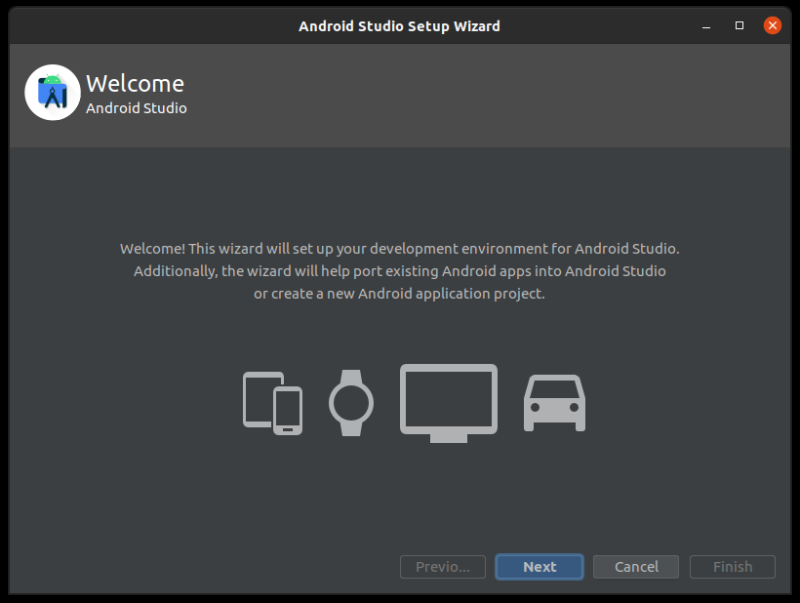 Android Studio Setup Wizard
Welcome
Android Studio
Welcome! This wizard will set up your development environment for Android Studio.
Additionally, the wizard will help port existing Android apps into Android Studio
or create a new Android application project.
Previo... Next Cancel Finish